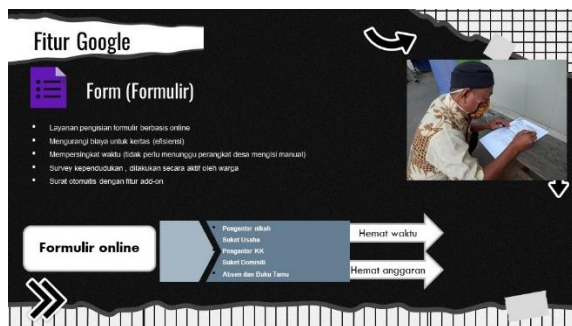 Fitur Google
Form (Formulir)
Layanan pengisian formulir berbasis online
Mengurangi biaya untuk kertas (efisiensi)
Mempersingkat waktu (tidak perlu menunggu perangkat desa mengisi manual)
Survey kependudukan , dilakukan secara aktif oleh warga
Surat otomatis dengan fitur add-on
Formulir online
Pengantar nikah
Suket Usaha
Pengantar KK
Suket Domisili
Absen dan Buku Tamu
Hemat waktu
Hemat anggaran